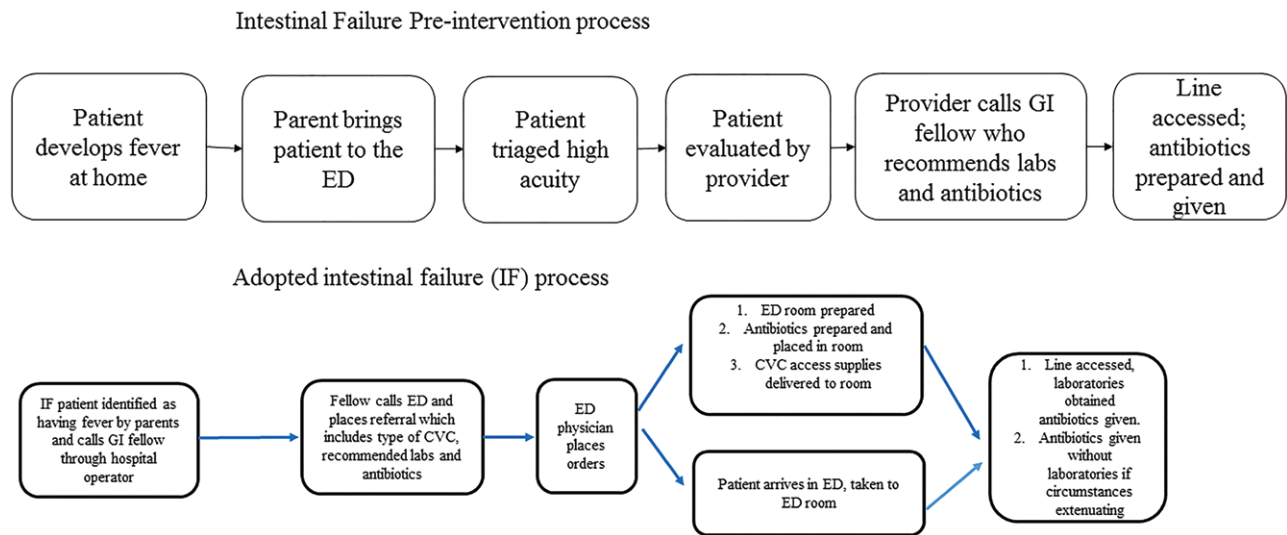 Intestinal Failure Pre-intervention process
Patient
develops fever
at home
Parent brings
patient to the
ED
Patient
triaged high
acuity
Patient
evaluated by
provider
Provider calls GI
fellow who
recommends labs
and antibiotics
Line
accessed;
antibiotics
prepared and
given
Adopted intestinal failure (IF) process
IF patient identified as
having fever by parents
and calls GI fellow
through hospital
operator
Fellow calls ED and
places referral which
includes type of CVC,
recommended labs and
antibiotics
ED
physician
places
orders
1. ED room prepared
2. Antibiotics prepared and
placed in room
3. CVC access supplies
delivered to room
Patient arrives in ED, taken to
ED room
1. Line accessed,
laboratories
obtained
antibiotics given.
2. Antibiotics given
without
laboratories if
circumstances
extenuating